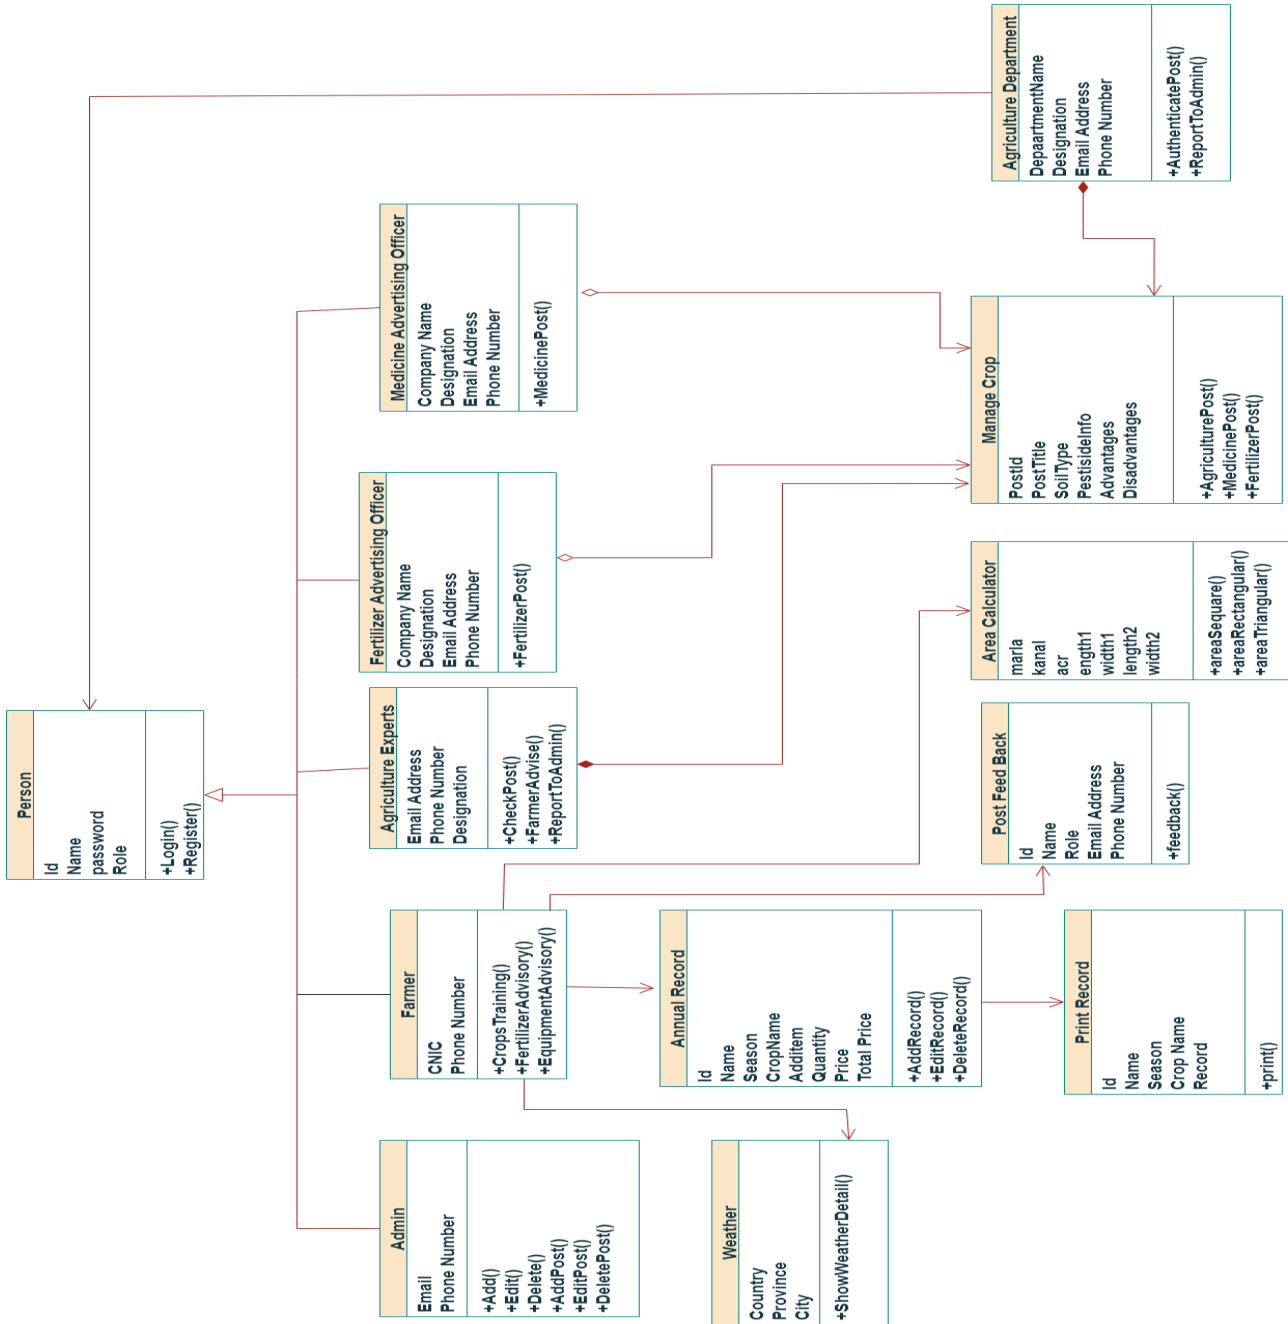 Person
Id
Name
password
Role
+Login()
+Register()
Admin
Email
Phone Number
+Add()
+Edit()
+Delete()
+AddPost()
+EditPost()
+DeletePost()
Farmer
CNIC
Phone Number
+CropsTraining()
+FertilizerAdvisory()
+EquipmentAdvisory()
Agriculture Experts
Email Address
Phone Number
Designation
+CheckPost()
+FarmerAdvise()
+ReportToAdmin()
Fertilizer Advertising Officer
Company Name
Designation
Email Address
Phone Number
+FertilizerPost()
Medicine Advertising Officer
Company Name
Designation
Email Address
Phone Number
+MedicinePost()
Weather
Country
Province
City
+ShowWeatherDetail()
Annual Record
Id
Name
Season
CropName
Additem
Quantity
Price
Total Price
+AddRecord()
+EditRecord()
+DeleteRecord()
Print Record
Id
Name
Season
Crop Name
Record
+print()
Post Feed Back
Id
Name
Role
Email Address
Phone Number
+feedback()
Area Calculator
marla
kanal
acr
ength1
width1
length2
width2
+areaSequare()
+areaRectangular()
+areaTriangular()
Manage Crop
PostId
PostTitle
SoilType
PestisideInfo
Advantages
Disadvantages
+AgriculturePost()
+MedicinePost()
+FertilizerPost()
Agriculture Department
DepaartmentName
Designation
Email Address
Phone Number
+AuthenticatePost()
+ReportToAdmin()